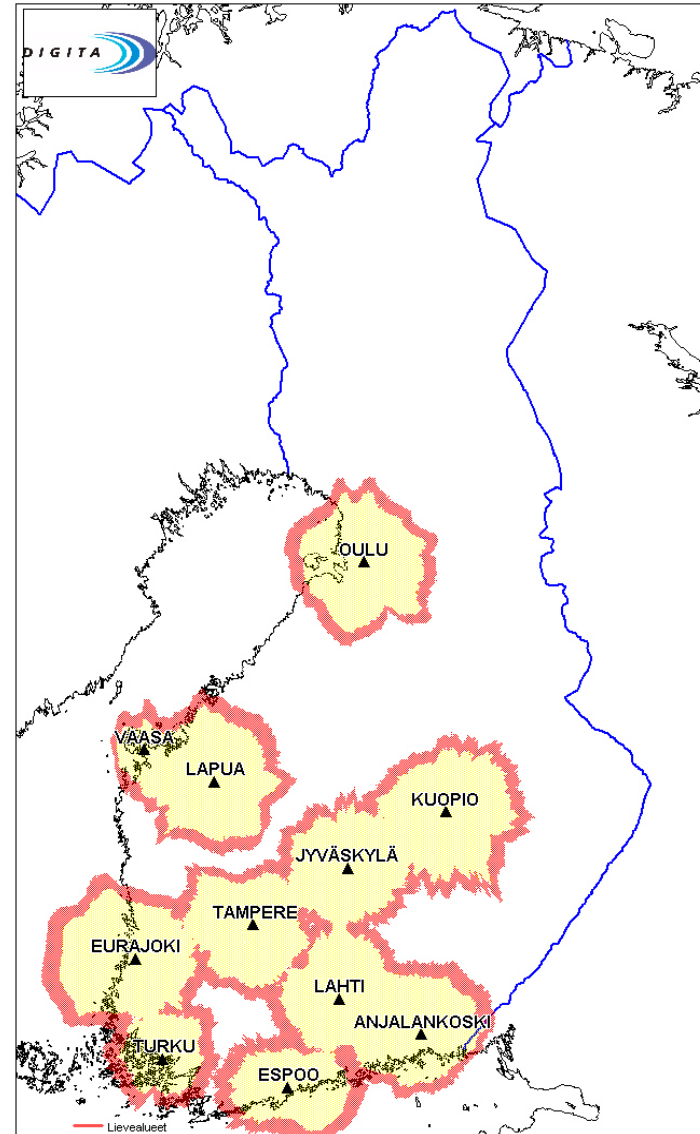 DIGITA
OULU
VAASA
LAPUA
KUOPIO
JYVÄSKYLÄ
TAMPERE
EURAJOKI
LAHTI
ANJALANKOSKI
TURKU
ESPOO
Lievealueet